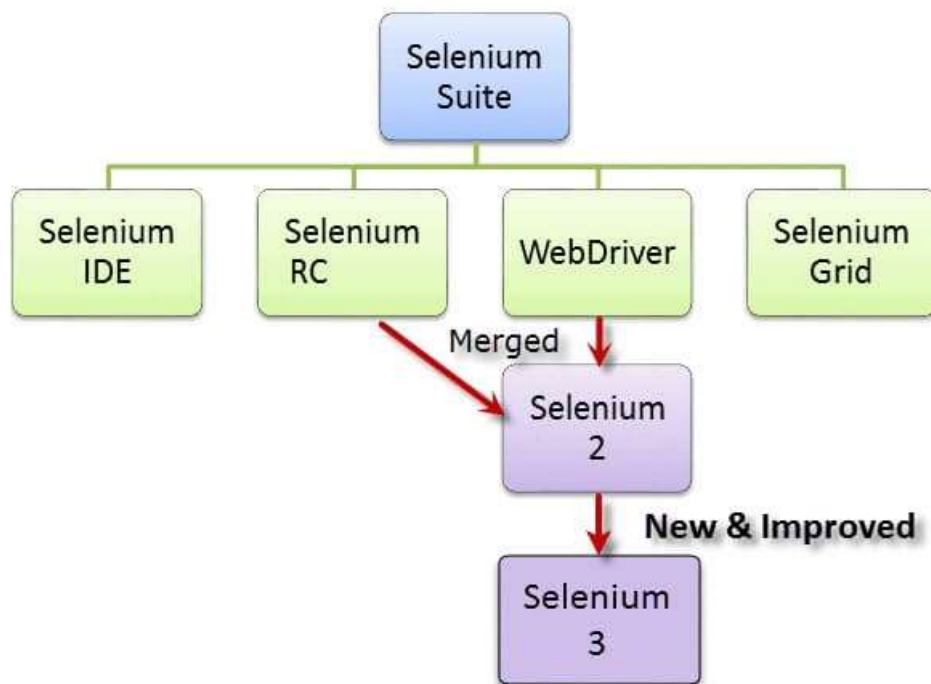 Selenium
Suite
Selenium
IDE
Selenium
RC
WebDriver
Selenium
Grid
Merged
Selenium
2
New & Improved
Selenium
3